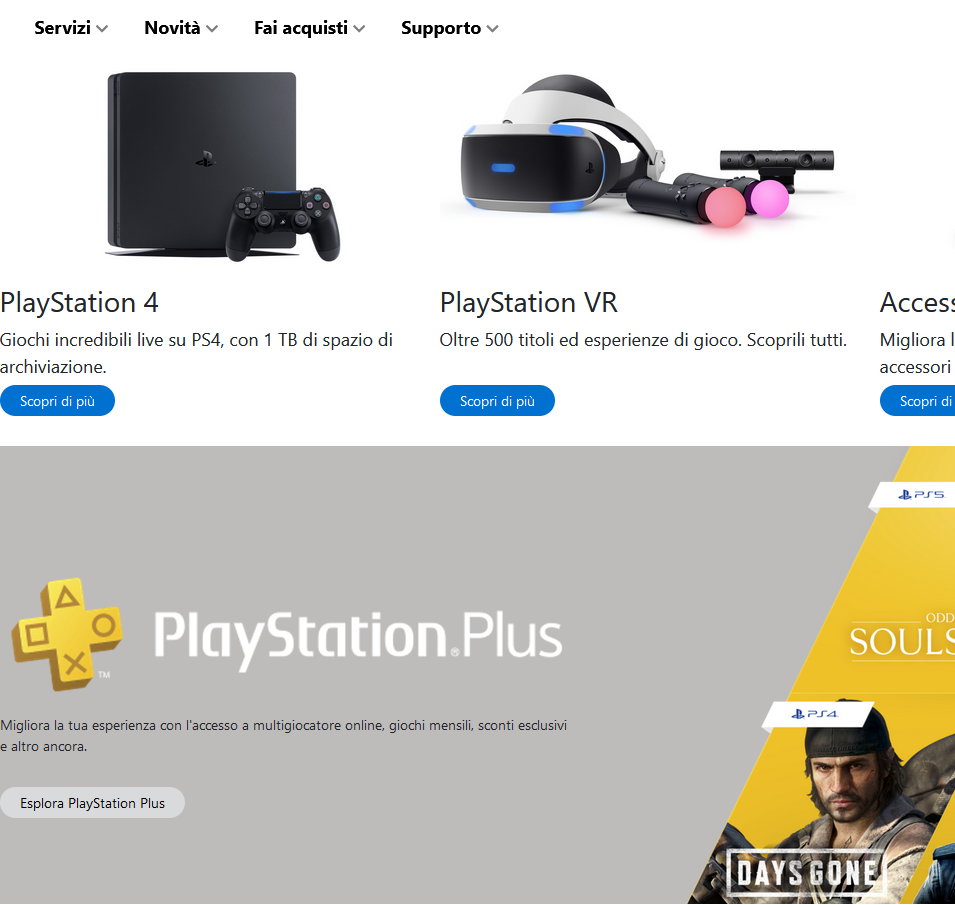 Servizi Novità Fai acquisti Supporto
PlayStation 4
Giochi incredibili live su PS4, con 1 TB di spazio di
archiviazione.
Scopri di più
PlayStation VR
Oltre 500 titoli ed esperienze di gioco. Scoprili tutti.
Scopri di più
Access
Migliora l
accessori
Scopri di
PlayStation®Plus
TM
Migliora la tua esperienza con l'accesso a multigiocatore online, giochi mensili, sconti esclusivi
e altro ancora.
Esplora PlayStation Plus
PS5
ODD
SOULS
PS4
DAYS GONE